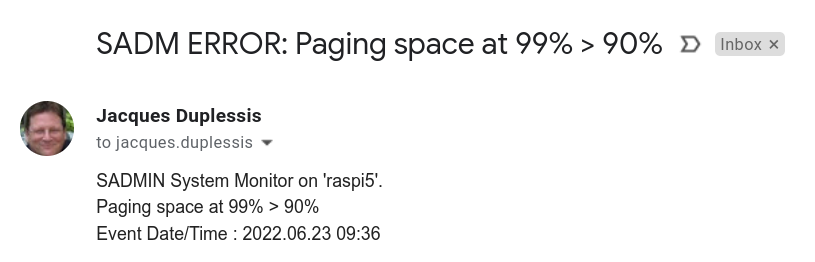 SADM ERROR: Paging space at 99% > 90% Inbox ×
Jacques Duplessis
to jacques.duplessis
SADMIN System Monitor on 'raspi5'.
Paging space at 99% > 90%
Event Date/Time : 2022.06.23 09:36